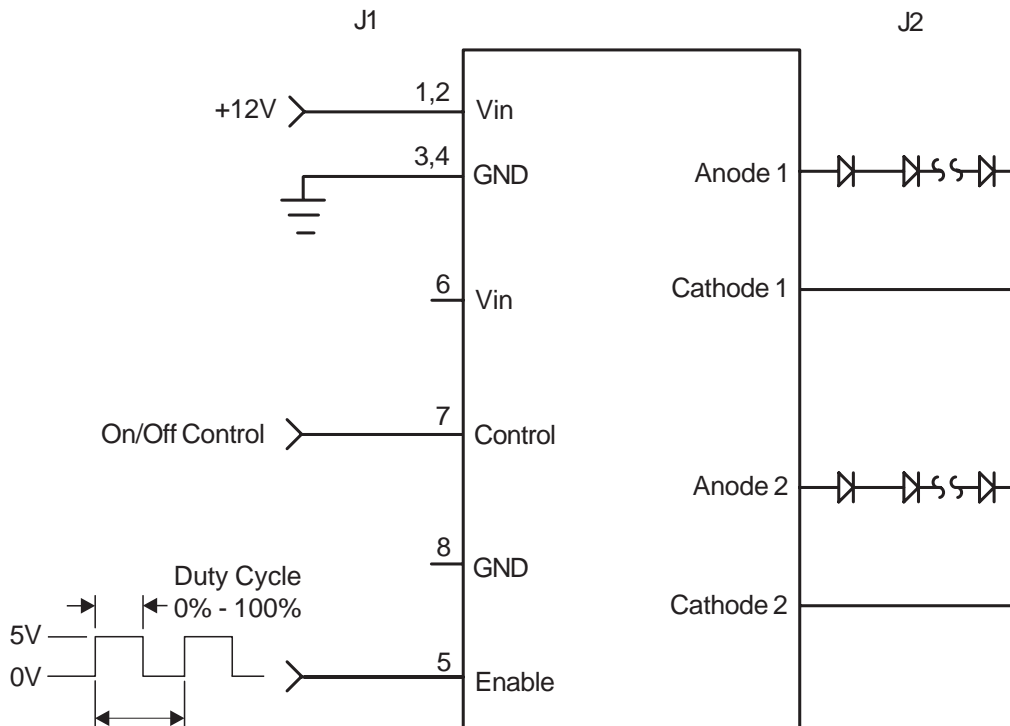 J1
J2
+12V
1,2
Vin
3,4
GND
Anode 1
6
Vin
Cathode 1
On/Off Control
7
Control
Anode 2
8
GND
Duty Cycle
0% - 100%
Cathode 2
5V
0V
5
Enable